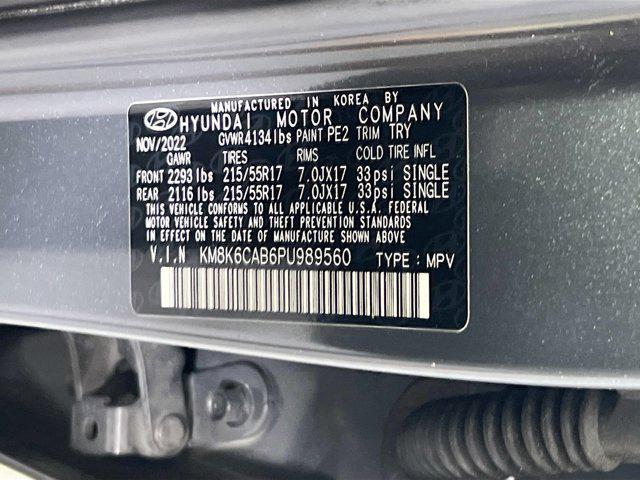 MANUFACTURED IN KOREA BY
HYUNDAI MOTOR COMPANY
NOV/2022 GVWR4134lbs PAINT PE2 TRIM TRY
GAWR TIRES RIMS COLD TIRE INFL
FRONT 2293lbs 215/55R17 7.0JX17 33psi SINGLE
REAR 2116 lbs 215/55R17 7.0JX17 33psi SINGLE
THIS VEHICLE CONFORMS TO ALL APPLICABLE U.S.A. FEDERAL
MOTOR VEHICLE SAFETY AND THEFT PREVENTION STANDARDS
IN EFFECT ON THE DATE OF MANUFACTURE SHOWN ABOVE.
V.I.N KM8K6CAB6PU989560 TYPE : MPV